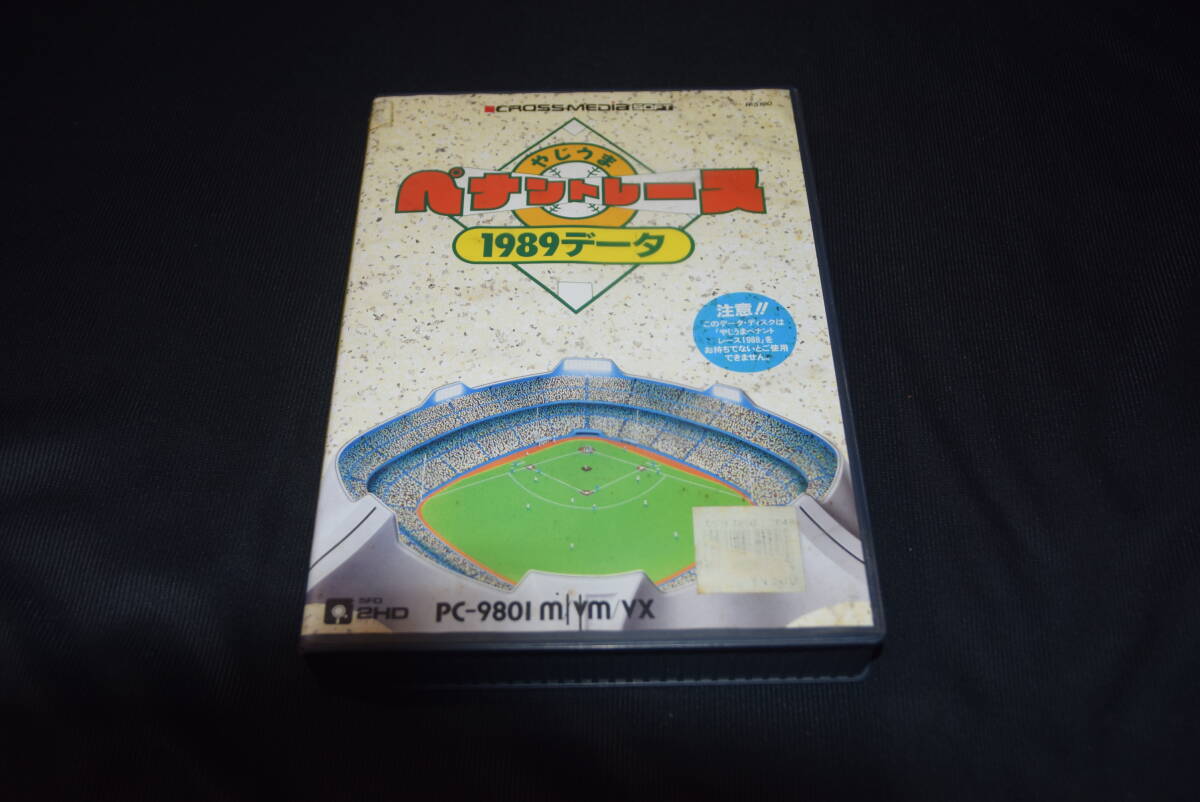 CROSS・MEDIA SOFT
やじうま
ペナントレース
1989データ
注意!!
このデータ・ディスクは
「やじうまペナント
レース1988」を
お持ちでないとご使用
できません。
5FD
2HD
PC-9801 m/vm/VX